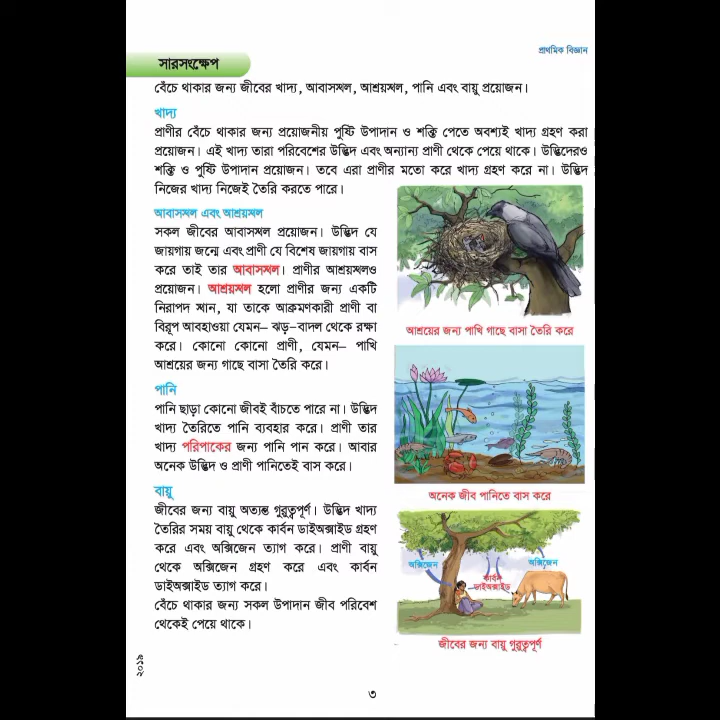 প্রাথমিক বিজ্ঞান
সারসংক্ষেপ
বেঁচে থাকার জন্য জীবের খাদ্য, আবাসস্থল, আশ্রয়স্থল, পানি এবং বায়ু প্রয়োজন।
খাদ্য
প্রাণীর বেঁচে থাকার জন্য প্রয়োজনীয় পুষ্টি উপাদান ও শক্তি পেতে অবশ্যই খাদ্য গ্রহণ করা
প্রয়োজন। এই খাদ্য তারা পরিবেশের উদ্ভিদ এবং অন্যান্য প্রাণী থেকে পেয়ে থাকে। উদ্ভিদেরও
শক্তি ও পুষ্টি উপাদান প্রয়োজন। তবে এরা প্রাণীর মতো করে খাদ্য গ্রহণ করে না। উদ্ভিদ
নিজের খাদ্য নিজেই তৈরি করতে পারে।
আবাসস্থল এবং আশ্রয়স্থল
সকল জীবের আবাসস্থল প্রয়োজন। উদ্ভিদ যে
জায়গায় জন্মে এবং প্রাণী যে বিশেষ জায়গায় বাস
করে তাই তার আবাসস্থল। প্রাণীর আশ্রয়স্থলও
প্রয়োজন। আশ্রয়স্থল হলো প্রাণীর জন্য একটি
নিরাপদ স্থান, যা তাকে আক্রমণকারী প্রাণী বা
বিরূপ আবহাওয়া যেমন– ঝড়–বাদল থেকে রক্ষা
করে। কোনো কোনো প্রাণী, যেমন– পাখি
আশ্রয়ের জন্য গাছে বাসা তৈরি করে।
আশ্রয়ের জন্য পাখি গাছে বাসা তৈরি করে
পানি
পানি ছাড়া কোনো জীবই বাঁচতে পারে না। উদ্ভিদ
খাদ্য তৈরিতে পানি ব্যবহার করে। প্রাণী তার
খাদ্য পরিপাকের জন্য পানি পান করে। আবার
অনেক উদ্ভিদ ও প্রাণী পানিতেই বাস করে।
অনেক জীব পানিতে বাস করে
বায়ু
জীবের জন্য বায়ু অত্যন্ত গুরুত্বপূর্ণ। উদ্ভিদ খাদ্য
তৈরির সময় বায়ু থেকে কার্বন ডাইঅক্সাইড গ্রহণ
করে এবং অক্সিজেন ত্যাগ করে। প্রাণী বায়ু
থেকে অক্সিজেন গ্রহণ করে এবং কার্বন
ডাইঅক্সাইড ত্যাগ করে।
বেঁচে থাকার জন্য সকল উপাদান জীব পরিবেশ
থেকেই পেয়ে থাকে।
অক্সিজেন
কার্বন
ডাইঅক্সাইড
অক্সিজেন
জীবের জন্য বায়ু গুরুত্বপূর্ণ
২০১৯
৩